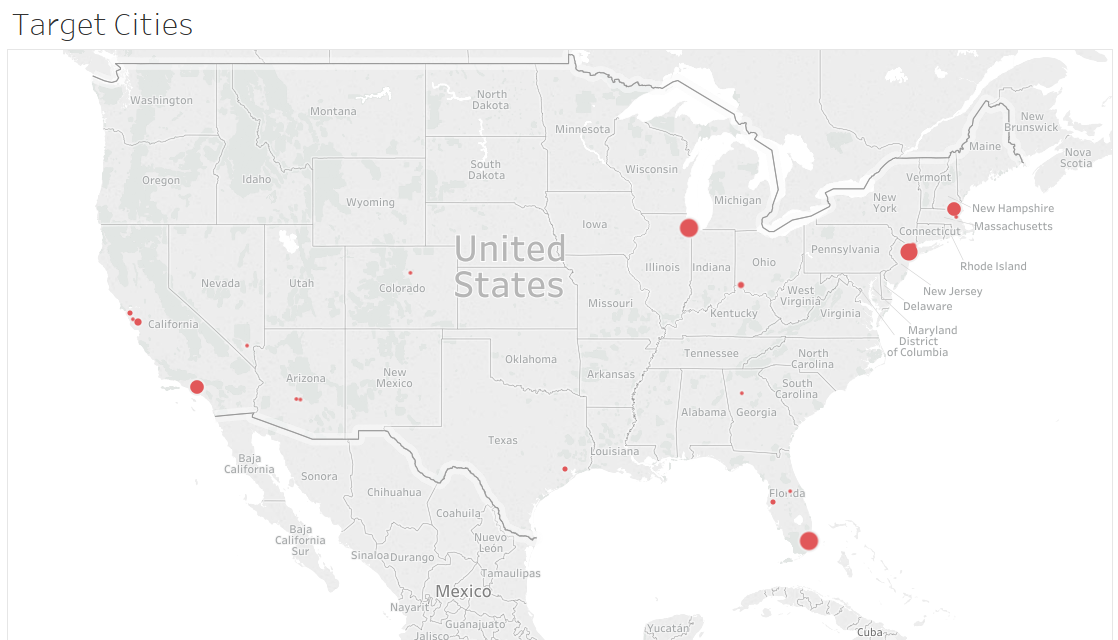 Target Cities
Washington
Montana
North
Dakota
Minnesota
New
Brunswick
Maine
Nova
Scotia
Oregon
Idaho
South
Dakota
Wisconsin
Vermont
Wyoming
Michigan
New
York
New Hampshire
Massachusetts
Iowa
Connecticut
United
States
Pennsylvania
Nevada
Utah
Colorado
Illinois
Indiana
Ohio
Rhode Island
West
Virginia
New Jersey
Missouri
Kentucky
Virginia
Delaware
California
Maryland
District
of Columbia
Tennessee
North
Carolina
Oklahoma
Arkansas
Arizona
New
Mexico
South
Carolina
Alabama
Georgia
Texas
Louisiana
Baja
California
Sonora
Chihuahua
Florida
Coahuila
Baja
California
Sur
Nuevo
León
Sinaloa
Durango
Tamaulipas
Mexico
Nayarit
Guanajuato
Jalisco
Yucatán
Cuba